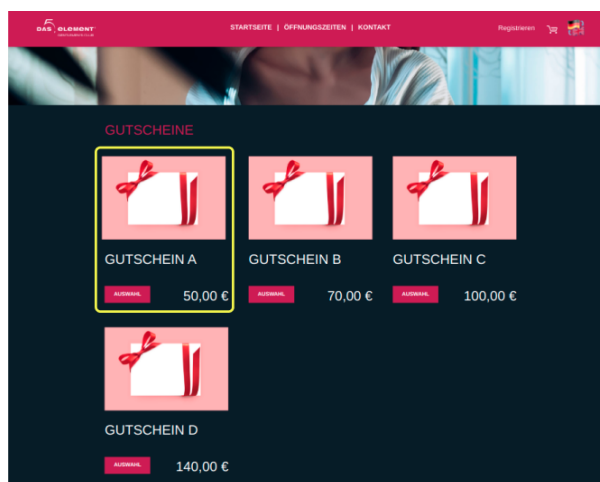 DAS 5 ELEMENT
STARTSEITE | ÖFFNUNGSZEITEN | KONTAKT
Registrieren
GUTSCHEINE
GUTSCHEIN A
GUTSCHEIN B
GUTSCHEIN C
AUSWAHL 50,00 €
AUSWAHL 70,00 €
AUSWAHL 100,00 €
GUTSCHEIN D
AUSWAHL 140,00 €